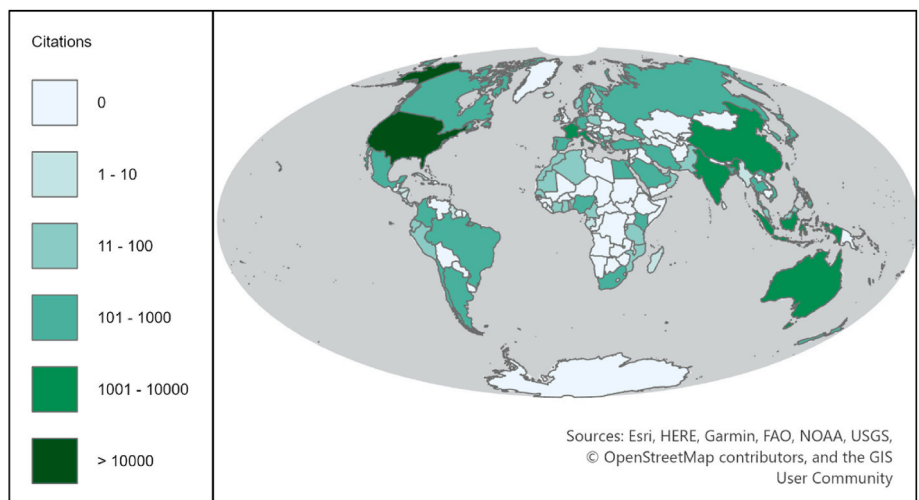 Citations
0
1 - 10
11 - 100
101 - 1000
1001 - 10000
> 10000
Sources: Esri, HERE, Garmin, FAO, NOAA, USGS,
© OpenStreetMap contributors, and the GIS
User Community